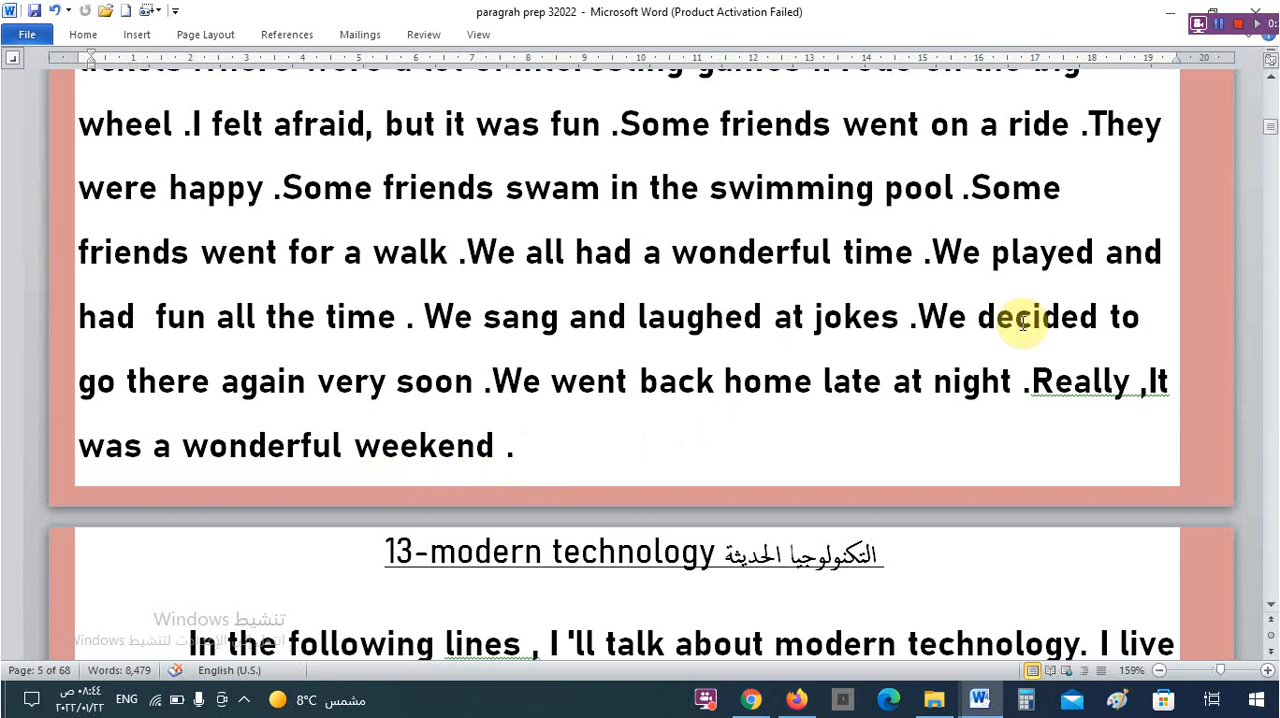 paragrah prep 32022 - Microsoft Word (Product Activation Failed)
File Home Insert Page Layout References Mailings Review View
wheel .I felt afraid, but it was fun .Some friends went on a ride .They
were happy .Some friends swam in the swimming pool .Some
friends went for a walk .We all had a wonderful time .We played and
had fun all the time . We sang and laughed at jokes .We decided to
go there again very soon .We went back home late at night .Really ,It
was a wonderful weekend .
13-modern technology التكنولوجيا الحديثة
تنشيط Windows
In the following lines , I 'll talk about modern technology. I live
Page: 5 of 68 Words: 8,479 English (U.S.) 159%
ENG 8°C مشمس
٠٨:٤٤ ص
٢٠٢٢/٠١/٢٢